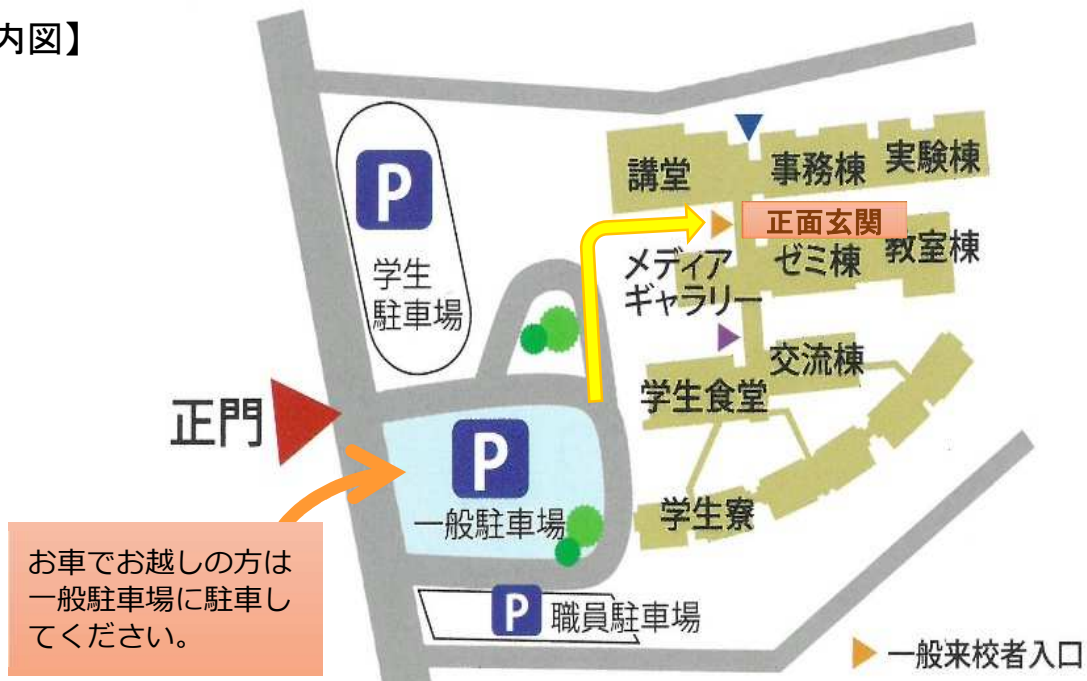 内図】
講堂
事務棟
実験棟
正面玄関
メディア
ギャラリー
ゼミ棟
教室棟
P
学生
駐車場
交流棟
学生食堂
正門
P
一般駐車場
学生寮
お車でお越しの方は
一般駐車場に駐車し
てください。
P 職員駐車場
一般来校者入口